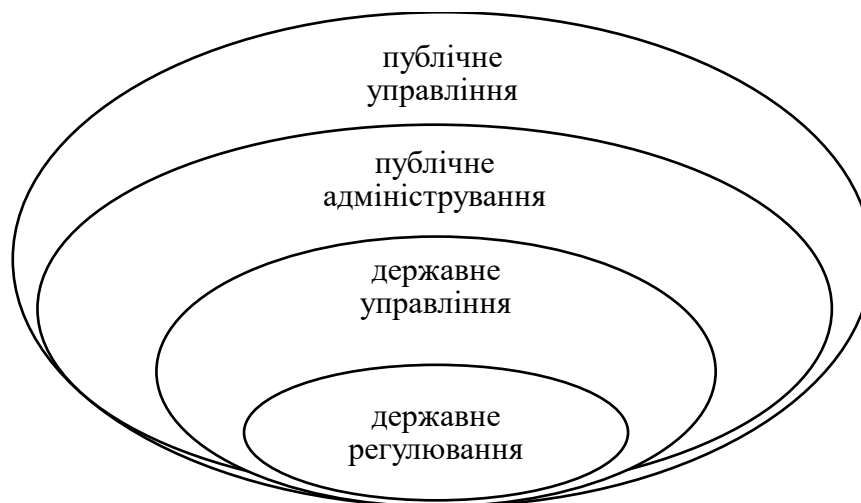 публічне
управління
публічне
адміністрування
державне
управління
державне
регулювання